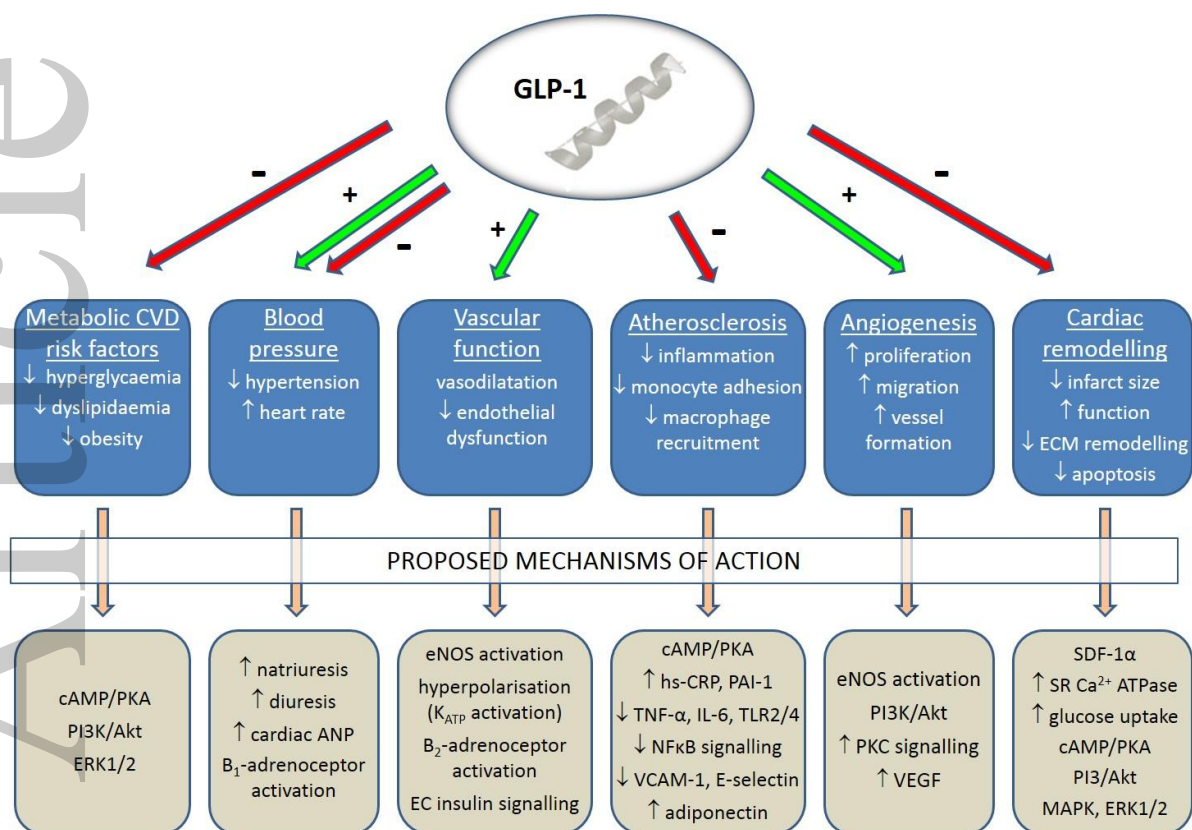 GLP-1
-
+
-
+
-
+
-
Metabolic CVD
risk factors
↓ hyperglycaemia
↓ dyslipidaemia
↓ obesity
Blood
pressure
↓ hypertension
↑ heart rate
Vascular
function
vasodilatation
↓ endothelial
dysfunction
Atherosclerosis
↓ inflammation
↓ monocyte adhesion
↓ macrophage
recruitment
Angiogenesis
↑ proliferation
↑ migration
↑ vessel
formation
Cardiac
remodelling
↓ infarct size
↑ function
↓ ECM remodelling
↓ apoptosis
PROPOSED MECHANISMS OF ACTION
cAMP/PKA
PI3K/Akt
ERK1/2
↑ natriuresis
↑ diuresis
↑ cardiac ANP
B₁-adrenoceptor
activation
eNOS activation
hyperpolarisation
(K_ATP activation)
B₂-adrenoceptor
activation
EC insulin signalling
cAMP/PKA
↑ hs-CRP, PAI-1
↓ TNF-α, IL-6, TLR2/4
↓ NFκB signalling
↓ VCAM-1, E-selectin
↑ adiponectin
eNOS activation
PI3K/Akt
↑ PKC signalling
↑ VEGF
SDF-1α
↑ SR Ca²⁺ ATPase
↑ glucose uptake
cAMP/PKA
PI3/Akt
MAPK, ERK1/2
Article